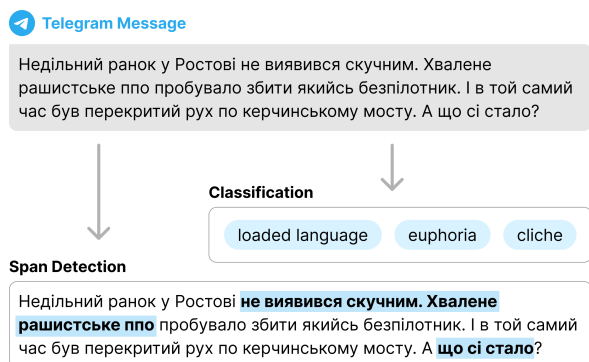 Telegram Message
Недільний ранок у Ростові не виявився скучним. Хвалене
рашистське ппо пробувало збити якийсь безпілотник. І в той самий
час був перекритий рух по керчинському мосту. А що сі стало?
Classification
loaded language euphoria cliche
Span Detection
Недільний ранок у Ростові не виявився скучним. Хвалене
рашистське ппо пробувало збити якийсь безпілотник. І в той самий
час був перекритий рух по керчинському мосту. А що сі стало?